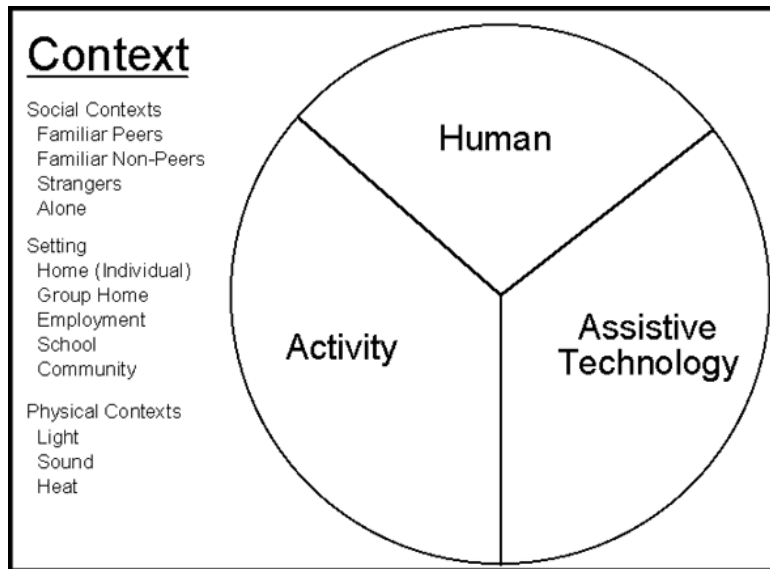 Context
Social Contexts
Familiar Peers
Familiar Non-Peers
Strangers
Alone
Setting
Home (Individual)
Group Home
Employment
School
Community
Physical Contexts
Light
Sound
Heat
Human
Activity
Assistive
Technology